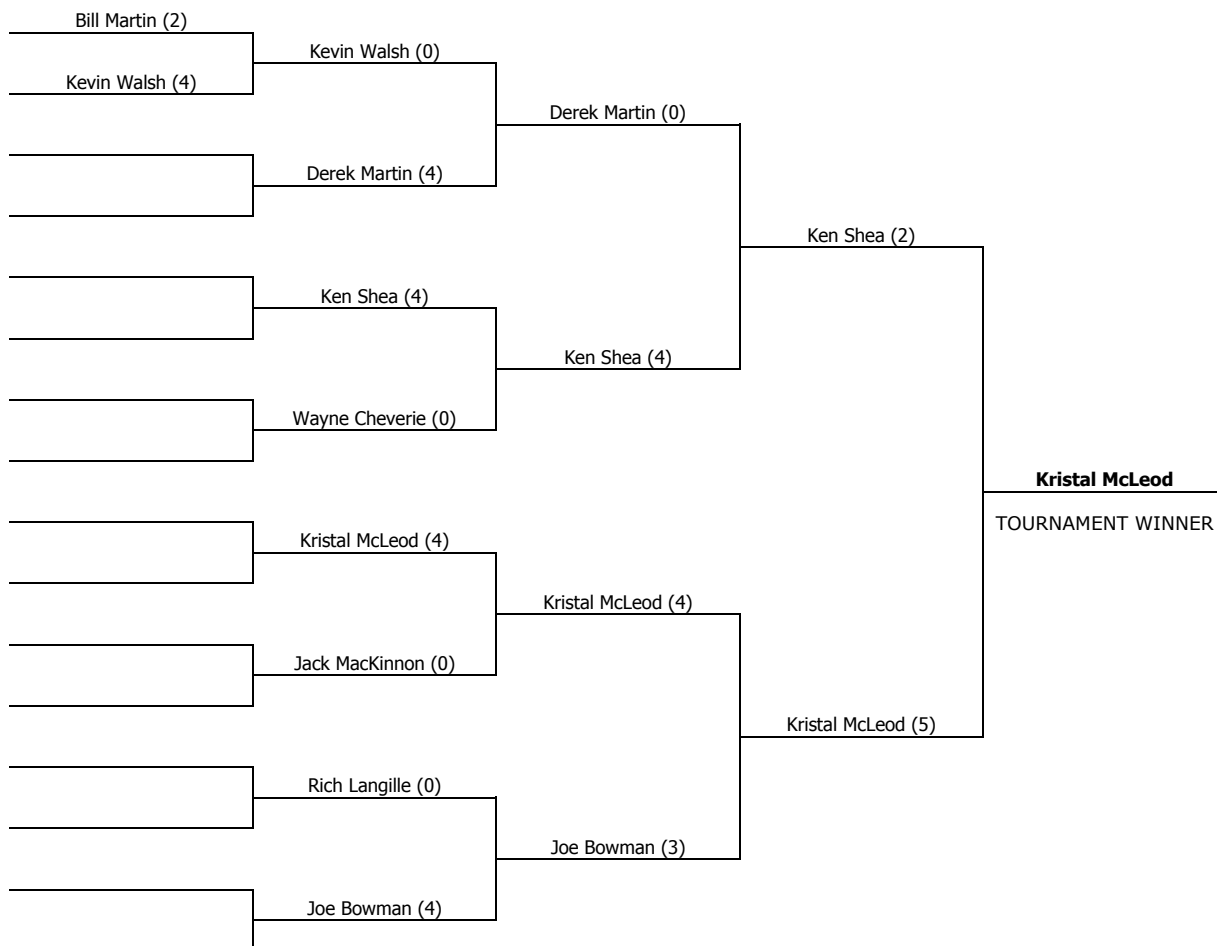 Bill Martin (2)
Kevin Walsh (0)
Kevin Walsh (4)
Derek Martin (0)
Derek Martin (4)
Ken Shea (2)
Ken Shea (4)
Ken Shea (4)
Wayne Cheverie (0)
Kristal McLeod
TOURNAMENT WINNER
Kristal McLeod (4)
Kristal McLeod (4)
Jack MacKinnon (0)
Kristal McLeod (5)
Rich Langille (0)
Joe Bowman (3)
Joe Bowman (4)